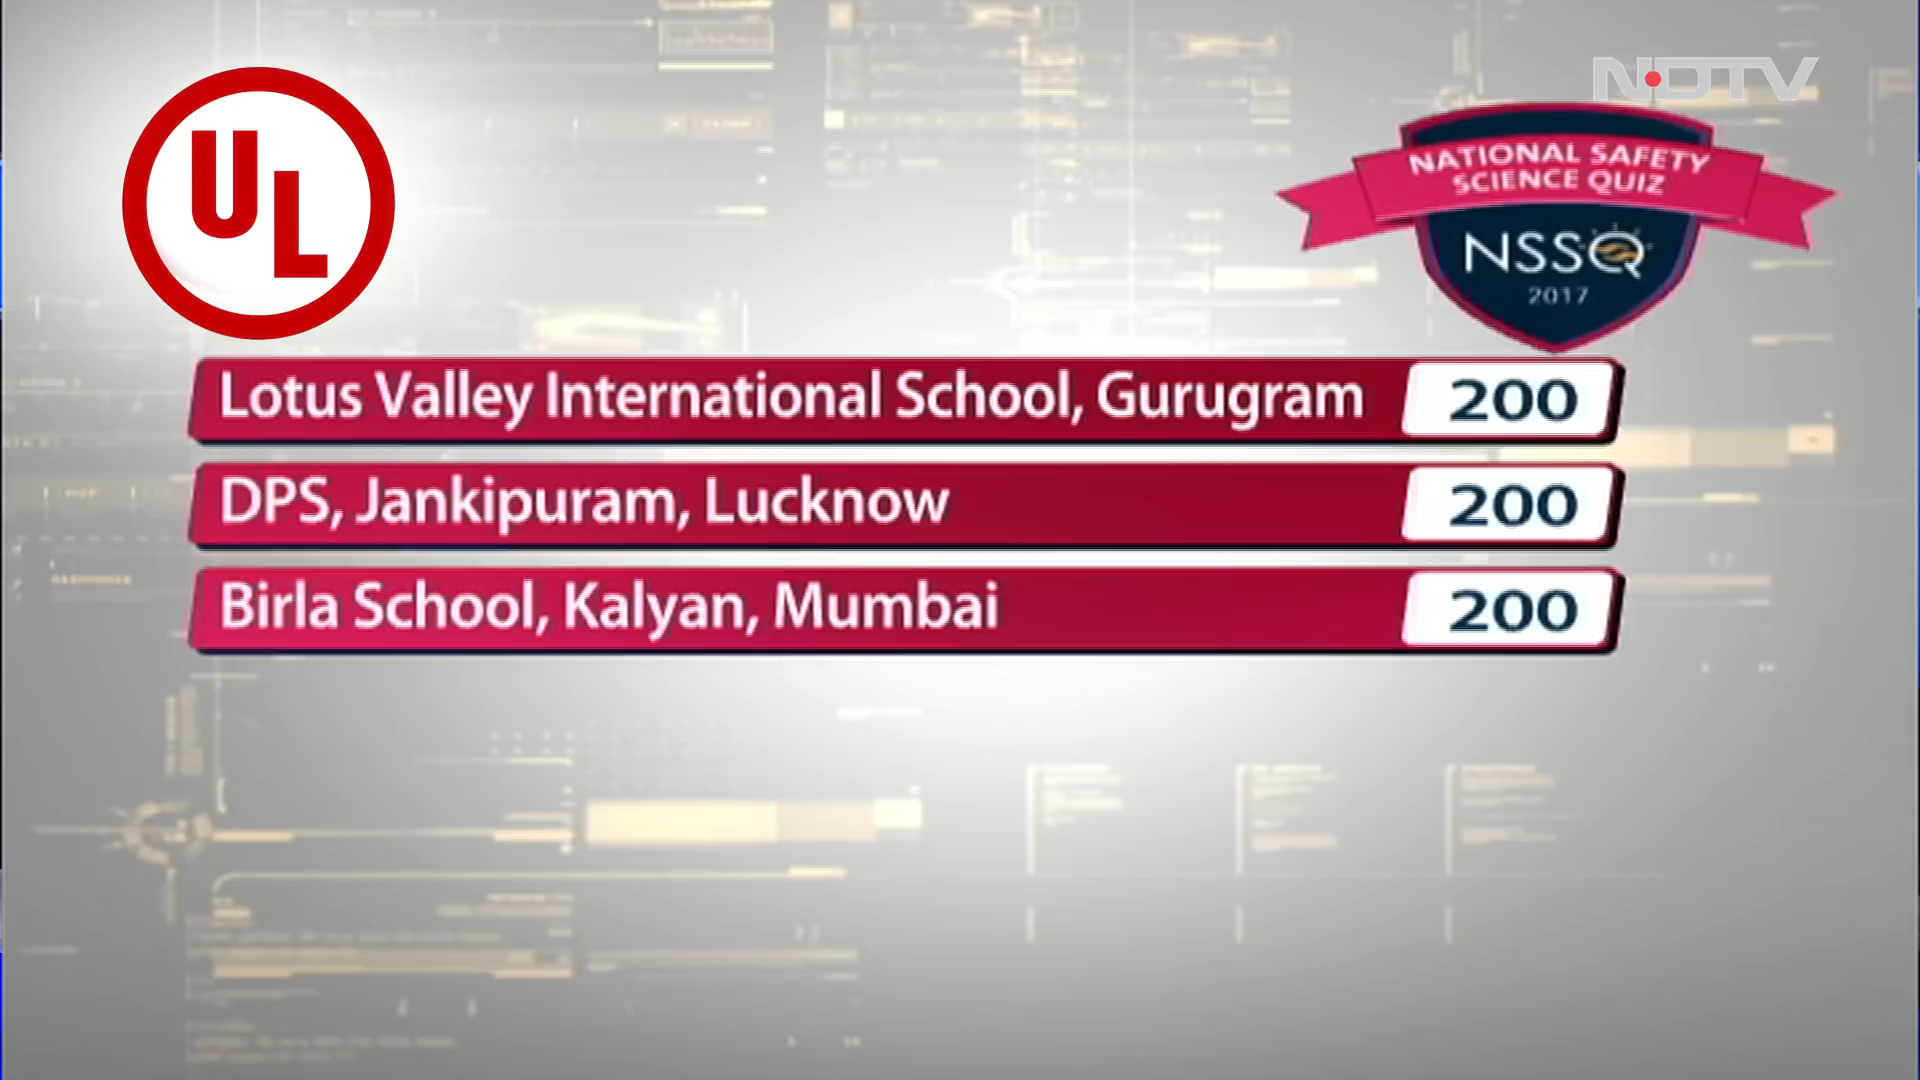 UL
NDTV
NATIONAL SAFETY
SCIENCE QUIZ
NSSQ
2017
Lotus Valley International School, Gurugram 200
DPS, Jankipuram, Lucknow 200
Birla School, Kalyan, Mumbai 200